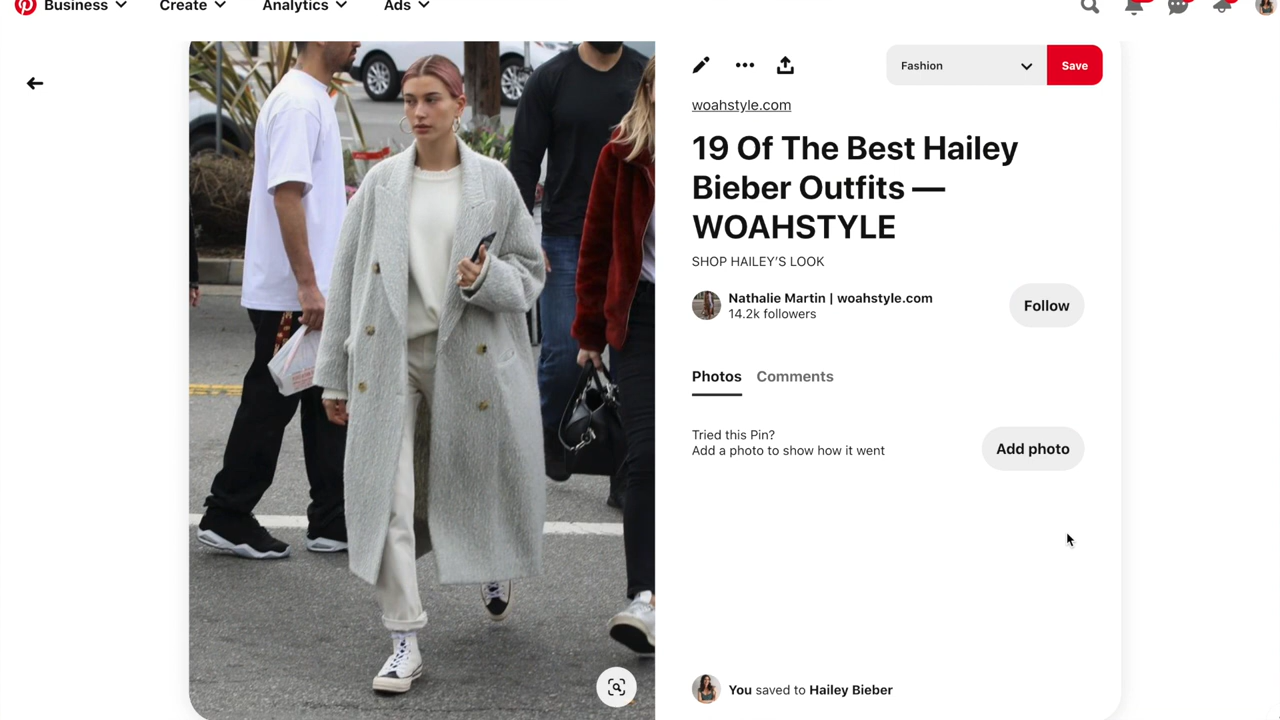 Business
Create
Analytics
Ads
Fashion
Save
woahstyle.com
19 Of The Best Hailey
Bieber Outfits —
WOAHSTYLE
SHOP HAILEY'S LOOK
Nathalie Martin | woahstyle.com
14.2k followers
Follow
Photos
Comments
Tried this Pin?
Add a photo to show how it went
Add photo
You saved to Hailey Bieber